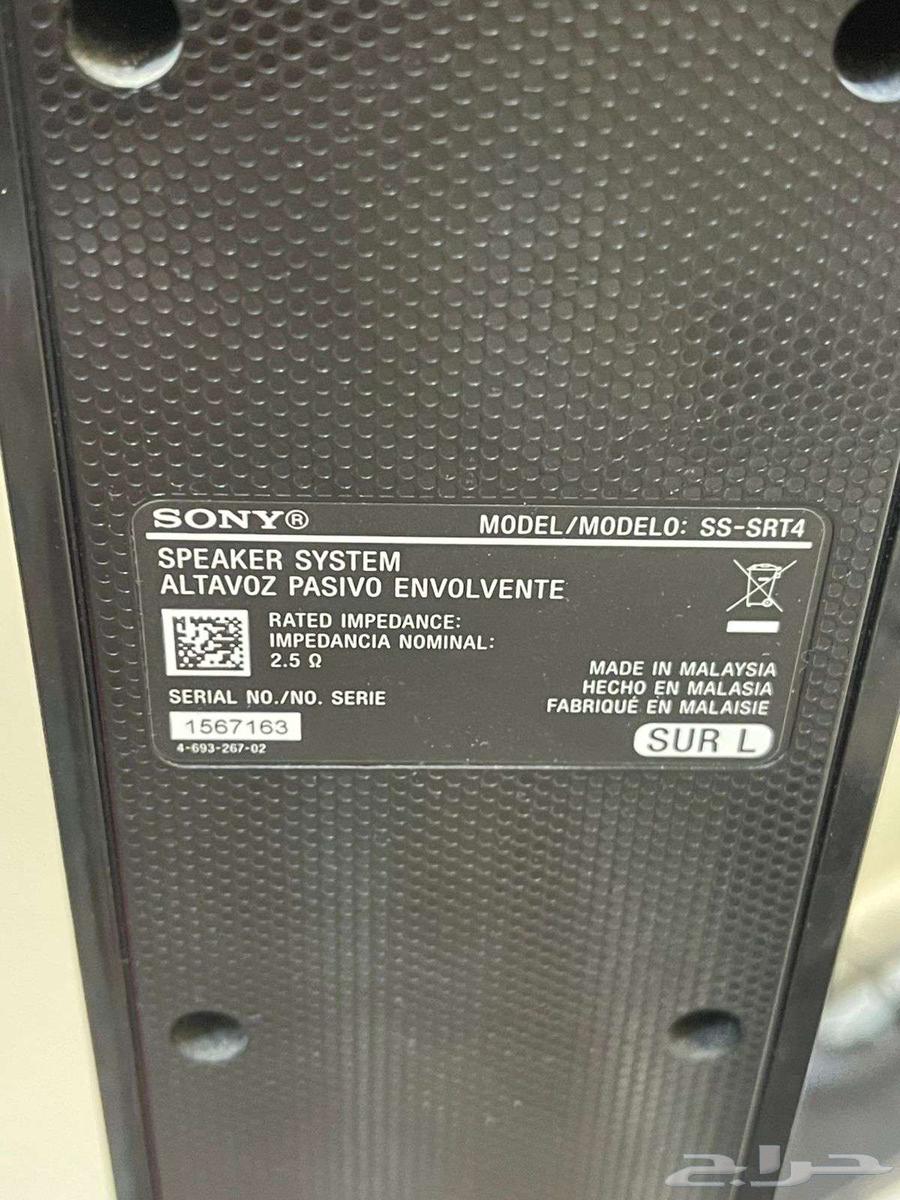 SONY®
MODEL/MODELO: SS-SRT4
SPEAKER SYSTEM
ALTAVOZ PASIVO ENVOLVENTE
RATED IMPEDANCE:
IMPEDANCIA NOMINAL:
2.5 Ω
MADE IN MALAYSIA
HECHO EN MALASIA
FABRIQUÉ EN MALAISIE
SERIAL NO./NO. SERIE
1567163
4-693-267-02
SUR L
حراج